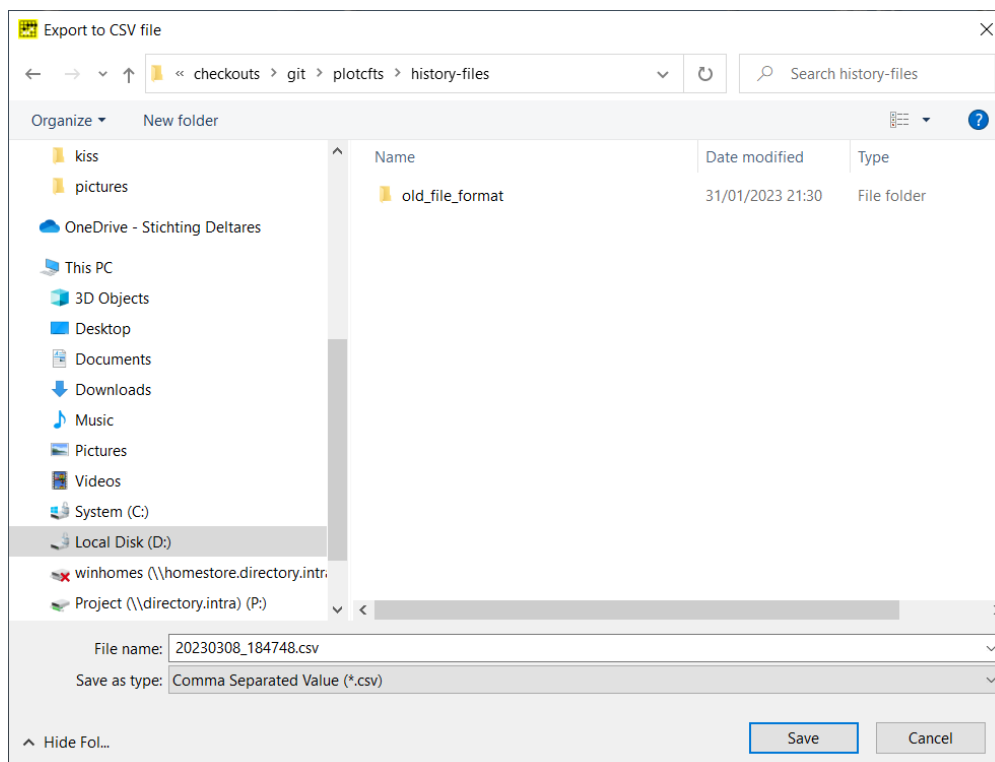 Export to CSV file
« checkouts > git > plotcfts > history-files
Search history-files
Organize
New folder
?
kiss
pictures
OneDrive - Stichting Deltares
This PC
3D Objects
Desktop
Documents
Downloads
Music
Pictures
Videos
System (C:)
Local Disk (D:)
winhomes (\\homestore.directory.intra
Project (\\directory.intra) (P:)
Name Date modified Type
old_file_format 31/01/2023 21:30 File folder
File name: 20230308_184748.csv
Save as type: Comma Separated Value (*.csv)
Hide Fol...
Save
Cancel